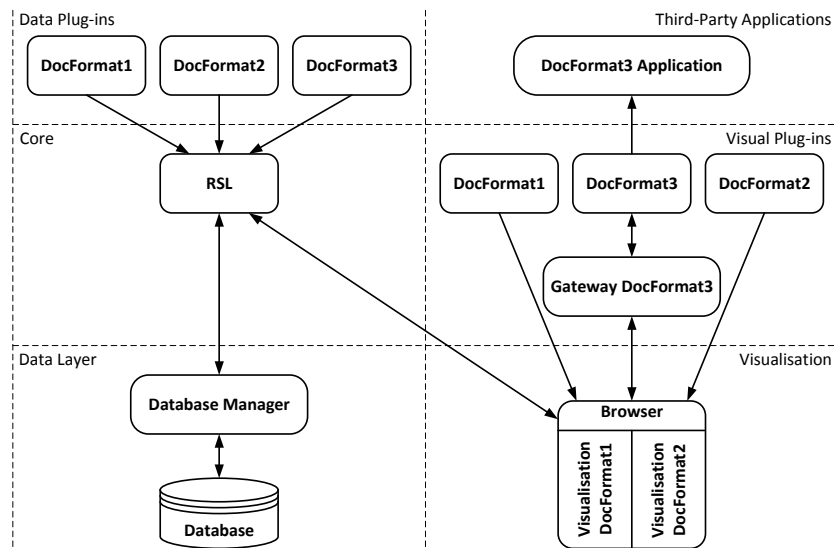 Data Plug-ins
Third-Party Applications
DocFormat1
DocFormat2
DocFormat3
DocFormat3 Application
Core
Visual Plug-ins
RSL
DocFormat1
DocFormat3
DocFormat2
Gateway DocFormat3
Data Layer
Visualisation
Database Manager
Browser
Visualisation
DocFormat1
Visualisation
DocFormat2
Database